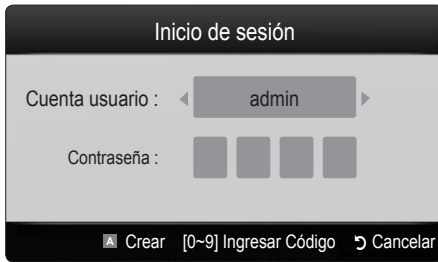 Inicio de sesión
Cuenta usuario : admin
Contraseña :
A Crear [0~9] Ingresar Código Cancelar